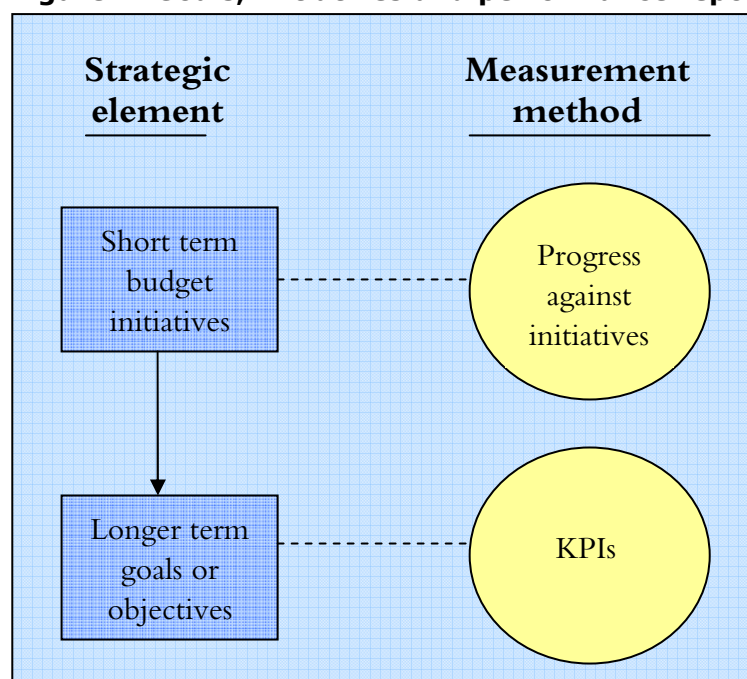 Strategic
element
Measurement
method
Short term
budget
initiatives
Progress
against
initiatives
Longer term
goals or
objectives
KPIs